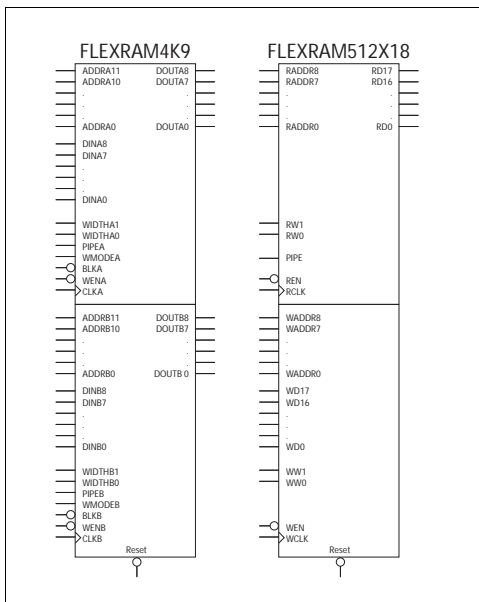 FLEXRAM4K9
ADDRA11 DOUTA8
ADDRA10 DOUTA7
. .
. .
. .
ADDRA0 DOUTA0
DINA8
DINA7
.
.
.
DINA0
WIDTHA1
WIDTHA0
PIPEA
WMODEA
BLKA
WENA
CLKA
ADDRB11 DOUTB8
ADDRB10 DOUTB7
. .
. .
. .
ADDRB0 DOUTB 0
DINB8
DINB7
.
.
.
DINB0
WIDTHB1
WIDTHB0
PIPEB
WMODEB
BLKB
WENB
CLKB
Reset
FLEXRAM512X18
RADDR8 RD17
RADDR7 RD16
. .
. .
. .
RADDR0 RD0
RW1
RW0
PIPE
REN
RCLK
WADDR8
WADDR7
.
.
.
WADDR0
WD17
WD16
.
.
.
WD0
WW1
WW0
WEN
WCLK
Reset